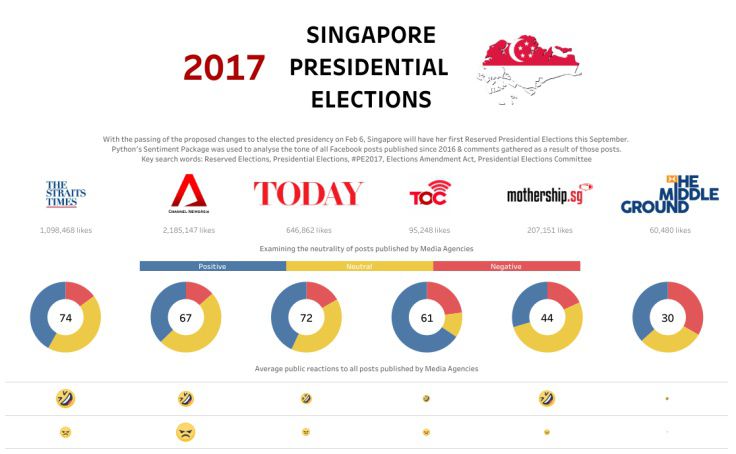 2017
SINGAPORE
PRESIDENTIAL
ELECTIONS
With the passing of the proposed changes to the elected presidency on Feb 6, Singapore will have her first Reserved Presidential Elections this September.
Python's Sentiment Package was used to analyse the tone of all Facebook posts published since 2016 & comments gathered as a result of those posts.
Key search words: Reserved Elections, Presidential Elections, #PE2017, Elections Amendment Act, Presidential Elections Committee
THE
STRAITS
TIMES
CHANNEL NEWSASIA
TODAY
TOC
mothership.sg
THE
MIDDLE
GROUND
1,098,468 likes
2,185,147 likes
646,862 likes
95,248 likes
207,151 likes
60,480 likes
Examining the neutrality of posts published by Media Agencies
Positive
Neutral
Negative
74
67
72
61
44
30
Average public reactions to all posts published by Media Agencies